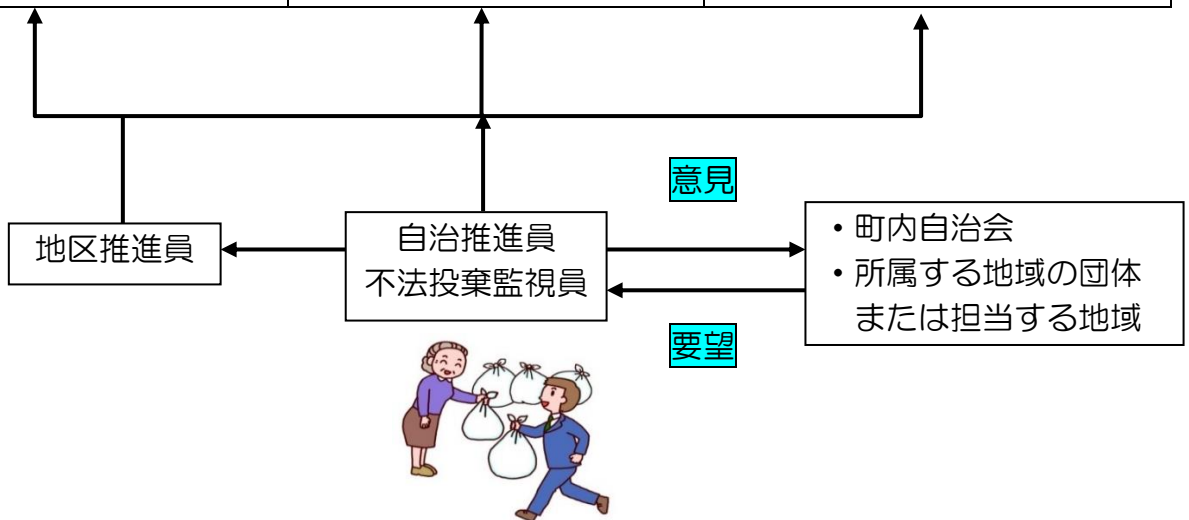 意見
地区推進員
自治推進員
不法投棄監視員
・町内自治会
・所属する地域の団体
または担当する地域
要望